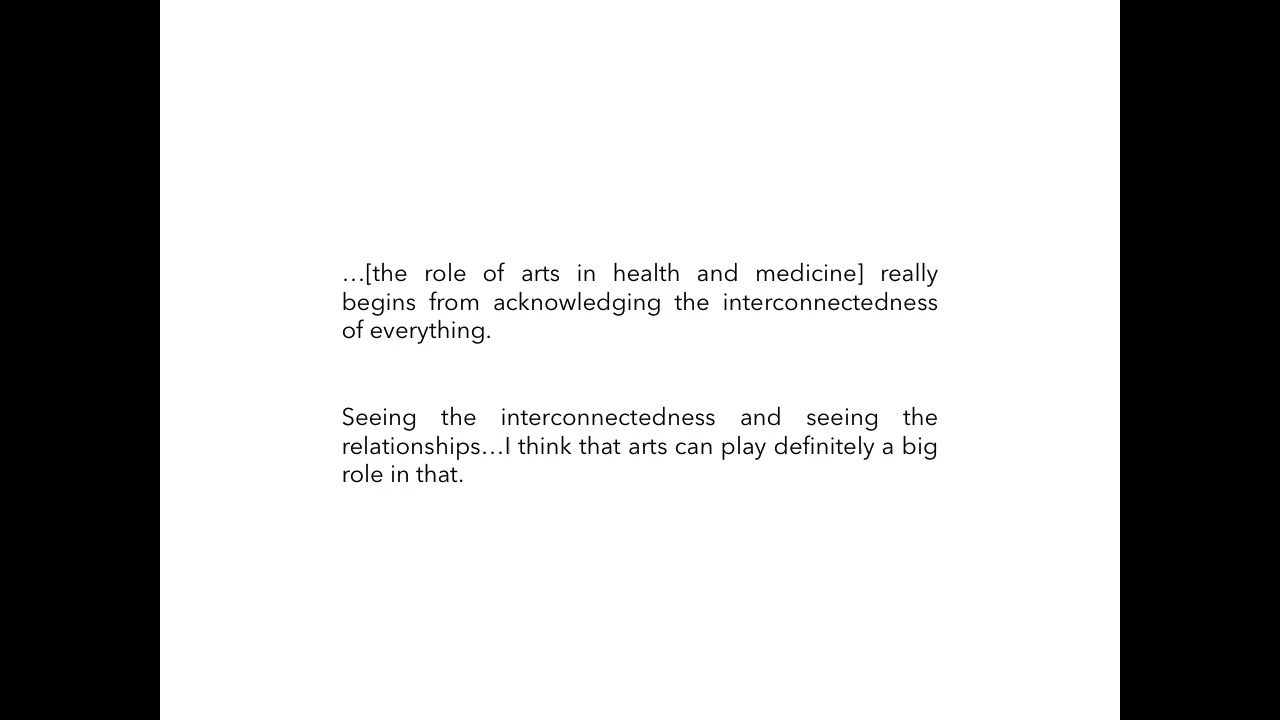 …[the role of arts in health and medicine] really
begins from acknowledging the interconnectedness
of everything.
Seeing the interconnectedness and seeing the
relationships…I think that arts can play definitely a big
role in that.